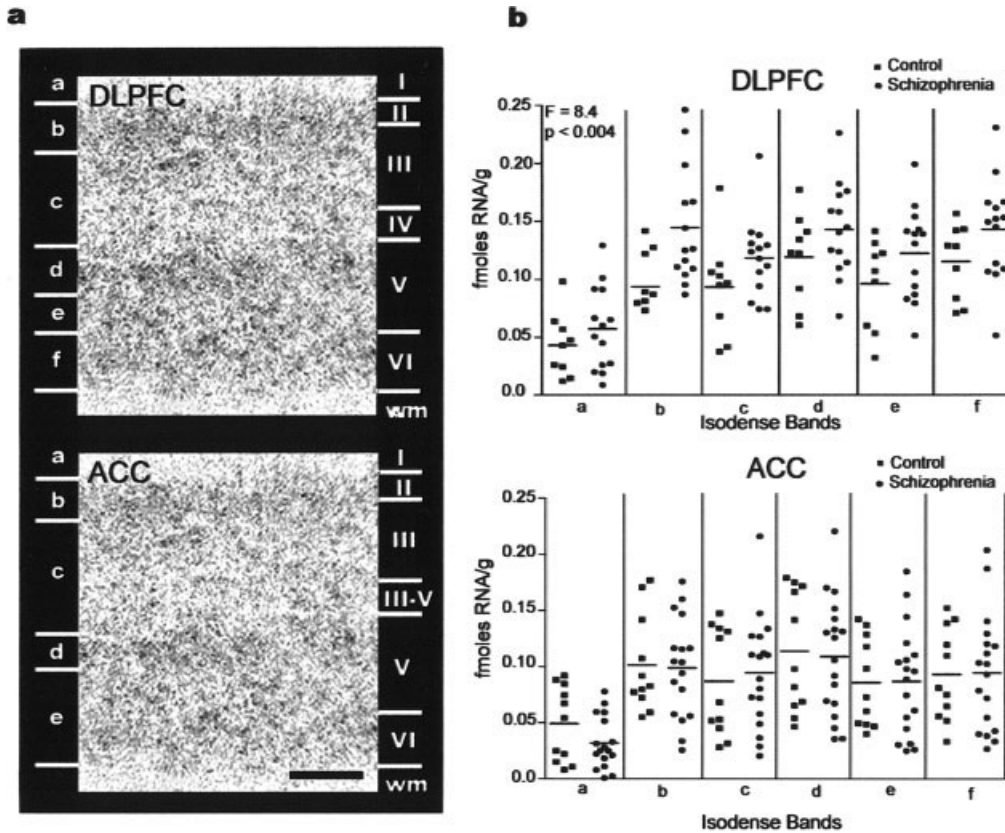 a
DLPFC
a
b
c
d
e
f
I
II
III
IV
V
VI
wm
ACC
a
b
c
d
e
I
II
III
III-V
V
VI
wm
b
DLPFC
■ Control
● Schizophrenia
F = 8.4
p < 0.004
fmoles RNA/g
0.25
0.20
0.15
0.10
0.05
0.0
a b c d e f
Isodense Bands
ACC
■ Control
● Schizophrenia
fmoles RNA/g
0.25
0.20
0.15
0.10
0.05
0.0
a b c d e f
Isodense Bands